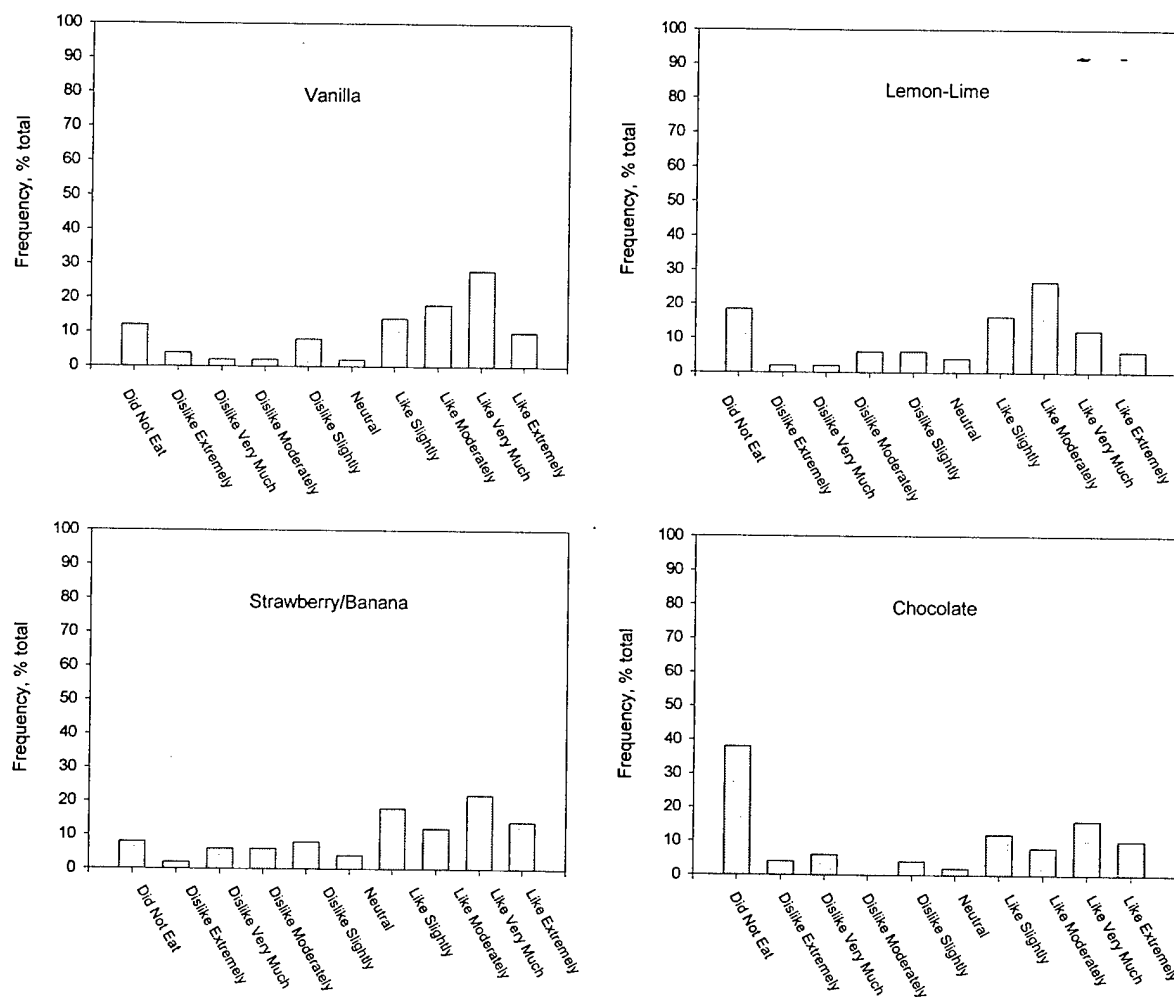 Vanilla
Frequency, % total
100
90
80
70
60
50
40
30
20
10
0
Did Not Eat
Dislike Extremely
Dislike Very Much
Dislike Moderately
Dislike Slightly
Neutral
Like Slightly
Like Moderately
Like Very Much
Like Extremely
Lemon-Lime
Frequency, % total
100
90
80
70
60
50
40
30
20
10
0
Did Not Eat
Dislike Extremely
Dislike Very Much
Dislike Moderately
Dislike Slightly
Neutral
Like Slightly
Like Moderately
Like Very Much
Like Extremely
Strawberry/Banana
Frequency, % total
100
90
80
70
60
50
40
30
20
10
0
Did Not Eat
Dislike Extremely
Dislike Very Much
Dislike Moderately
Dislike Slightly
Neutral
Like Slightly
Like Moderately
Like Very Much
Like Extremely
Chocolate
Frequency, % total
100
90
80
70
60
50
40
30
20
10
0
Did Not Eat
Dislike Extremely
Dislike Very Much
Dislike Moderately
Dislike Slightly
Neutral
Like Slightly
Like Moderately
Like Very Much
Like Extremely